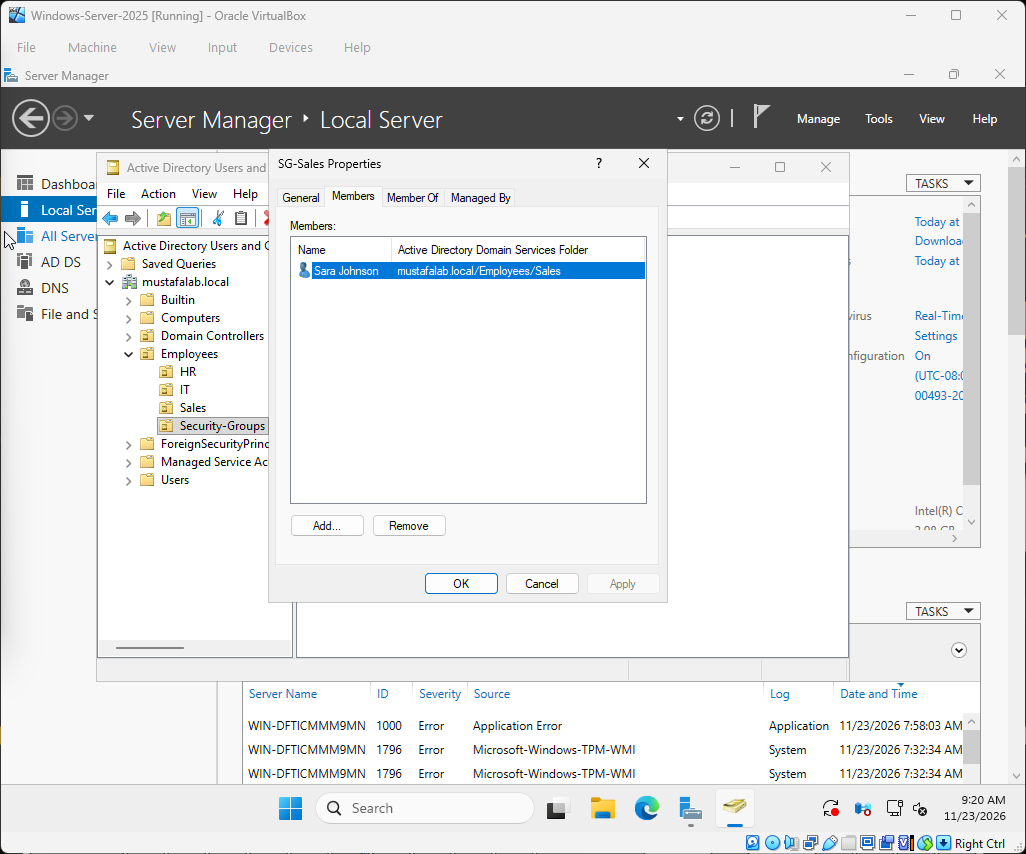 Windows-Server-2025 [Running] - Oracle VirtualBox
File Machine View Input Devices Help
Server Manager
Server Manager Local Server
Manage Tools View Help
Local Server
All Servers
AD DS
DNS
File and S
Active Directory Users and
File Action View Help
Active Directory Users and C
Saved Queries
mustafalab.local
Builtin
Computers
Domain Controllers
Employees
HR
IT
Sales
Security-Groups
ForeignSecurityPrinc
Managed Service Ac
Users
SG-Sales Properties ?
General Members Member Of Managed By
Members:
Name Active Directory Domain Services Folder
Sara Johnson mustafalab.local/Employees/Sales
Add... Remove
OK Cancel Apply
TASKS
Today at
Today at
Real-Time
Settings
On
(UTC-08:0
00493-20
Intel(R) C
TASKS
Server Name ID Severity Source Log Date and Time
WIN-DFTICMMM9MN 1000 Error Application Error Application 11/23/2026 7:58:03 AM
WIN-DFTICMMM9MN 1796 Error Microsoft-Windows-TPM-WMI System 11/23/2026 7:32:34 AM
WIN-DFTICMMM9MN 1796 Error Microsoft-Windows-TPM-WMI System 11/23/2026 7:32:34 AM
Search
9:20 AM
11/23/2026
Right Ctrl